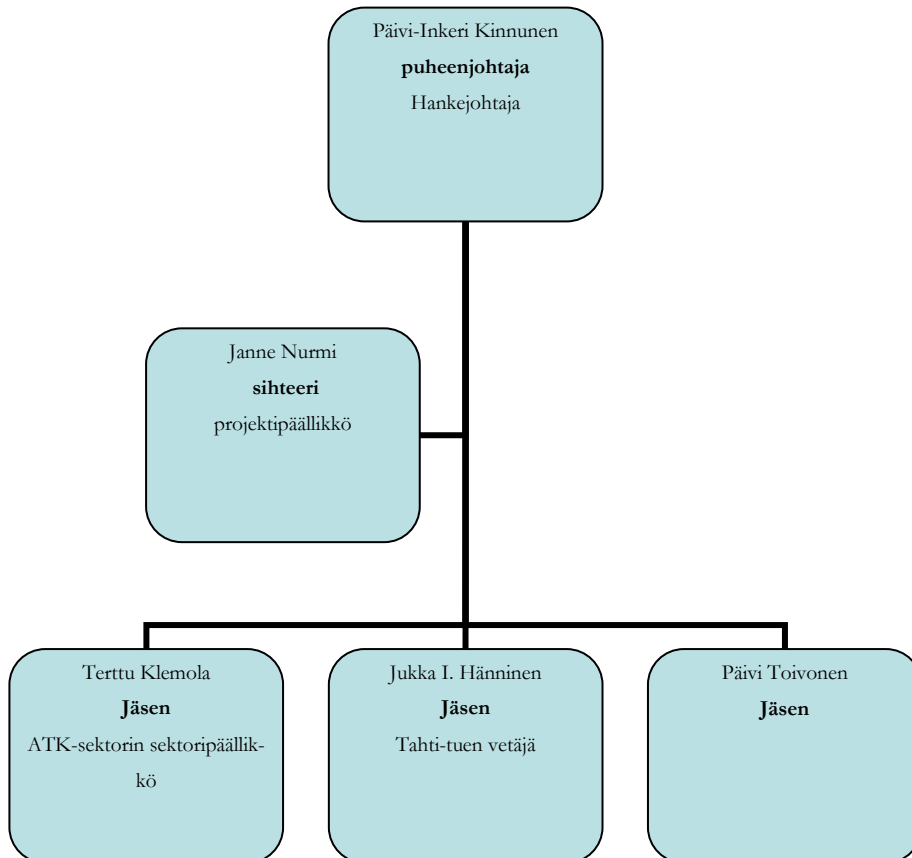 Päivi-Inkeri Kinnunen
puheenjohtaja
Hankejohtaja
Janne Nurmi
sihteeri
projektipäällikkö
Terttu Klemola
Jäsen
ATK-sektorin sektoripäällik-
kö
Jukka I. Hänninen
Jäsen
Tahti-tuen vetäjä
Päivi Toivonen
Jäsen